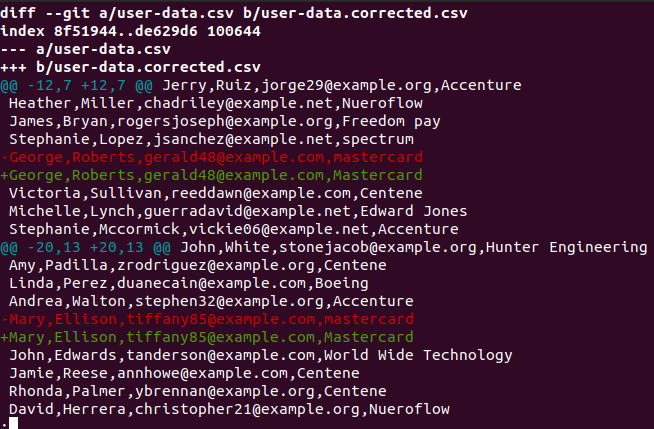 diff --git a/user-data.csv b/user-data.corrected.csv
index 8f51944..de629d6 100644
--- a/user-data.csv
+++ b/user-data.corrected.csv
@@ -12,7 +12,7 @@ Jerry,Ruiz,jorge29@example.org,Accenture
 Heather,Miller,chadriley@example.net,Nueroflow
 James,Bryan,rogersjoseph@example.org,Freedom pay
 Stephanie,Lopez,jsanchez@example.net,spectrum
-George,Roberts,gerald48@example.com,mastercard
+George,Roberts,gerald48@example.com,Mastercard
 Victoria,Sullivan,reeddawn@example.com,Centene
 Michelle,Lynch,guerradavid@example.net,Edward Jones
 Stephanie,Mccormick,vickie06@example.net,Accenture
@@ -20,13 +20,13 @@ John,White,stonejacob@example.org,Hunter Engineering
 Amy,Padilla,zrodriguez@example.org,Centene
 Linda,Perez,duanecain@example.com,Boeing
 Andrea,Walton,stephen32@example.org,Accenture
-Mary,Ellison,tiffany85@example.com,mastercard
+Mary,Ellison,tiffany85@example.com,Mastercard
 John,Edwards,tanderson@example.com,World Wide Technology
 Jamie,Reese,annhowe@example.com,Centene
 Rhonda,Palmer,ybrennan@example.org,Centene
 David,Herrera,christopher21@example.org,Nueroflow
.